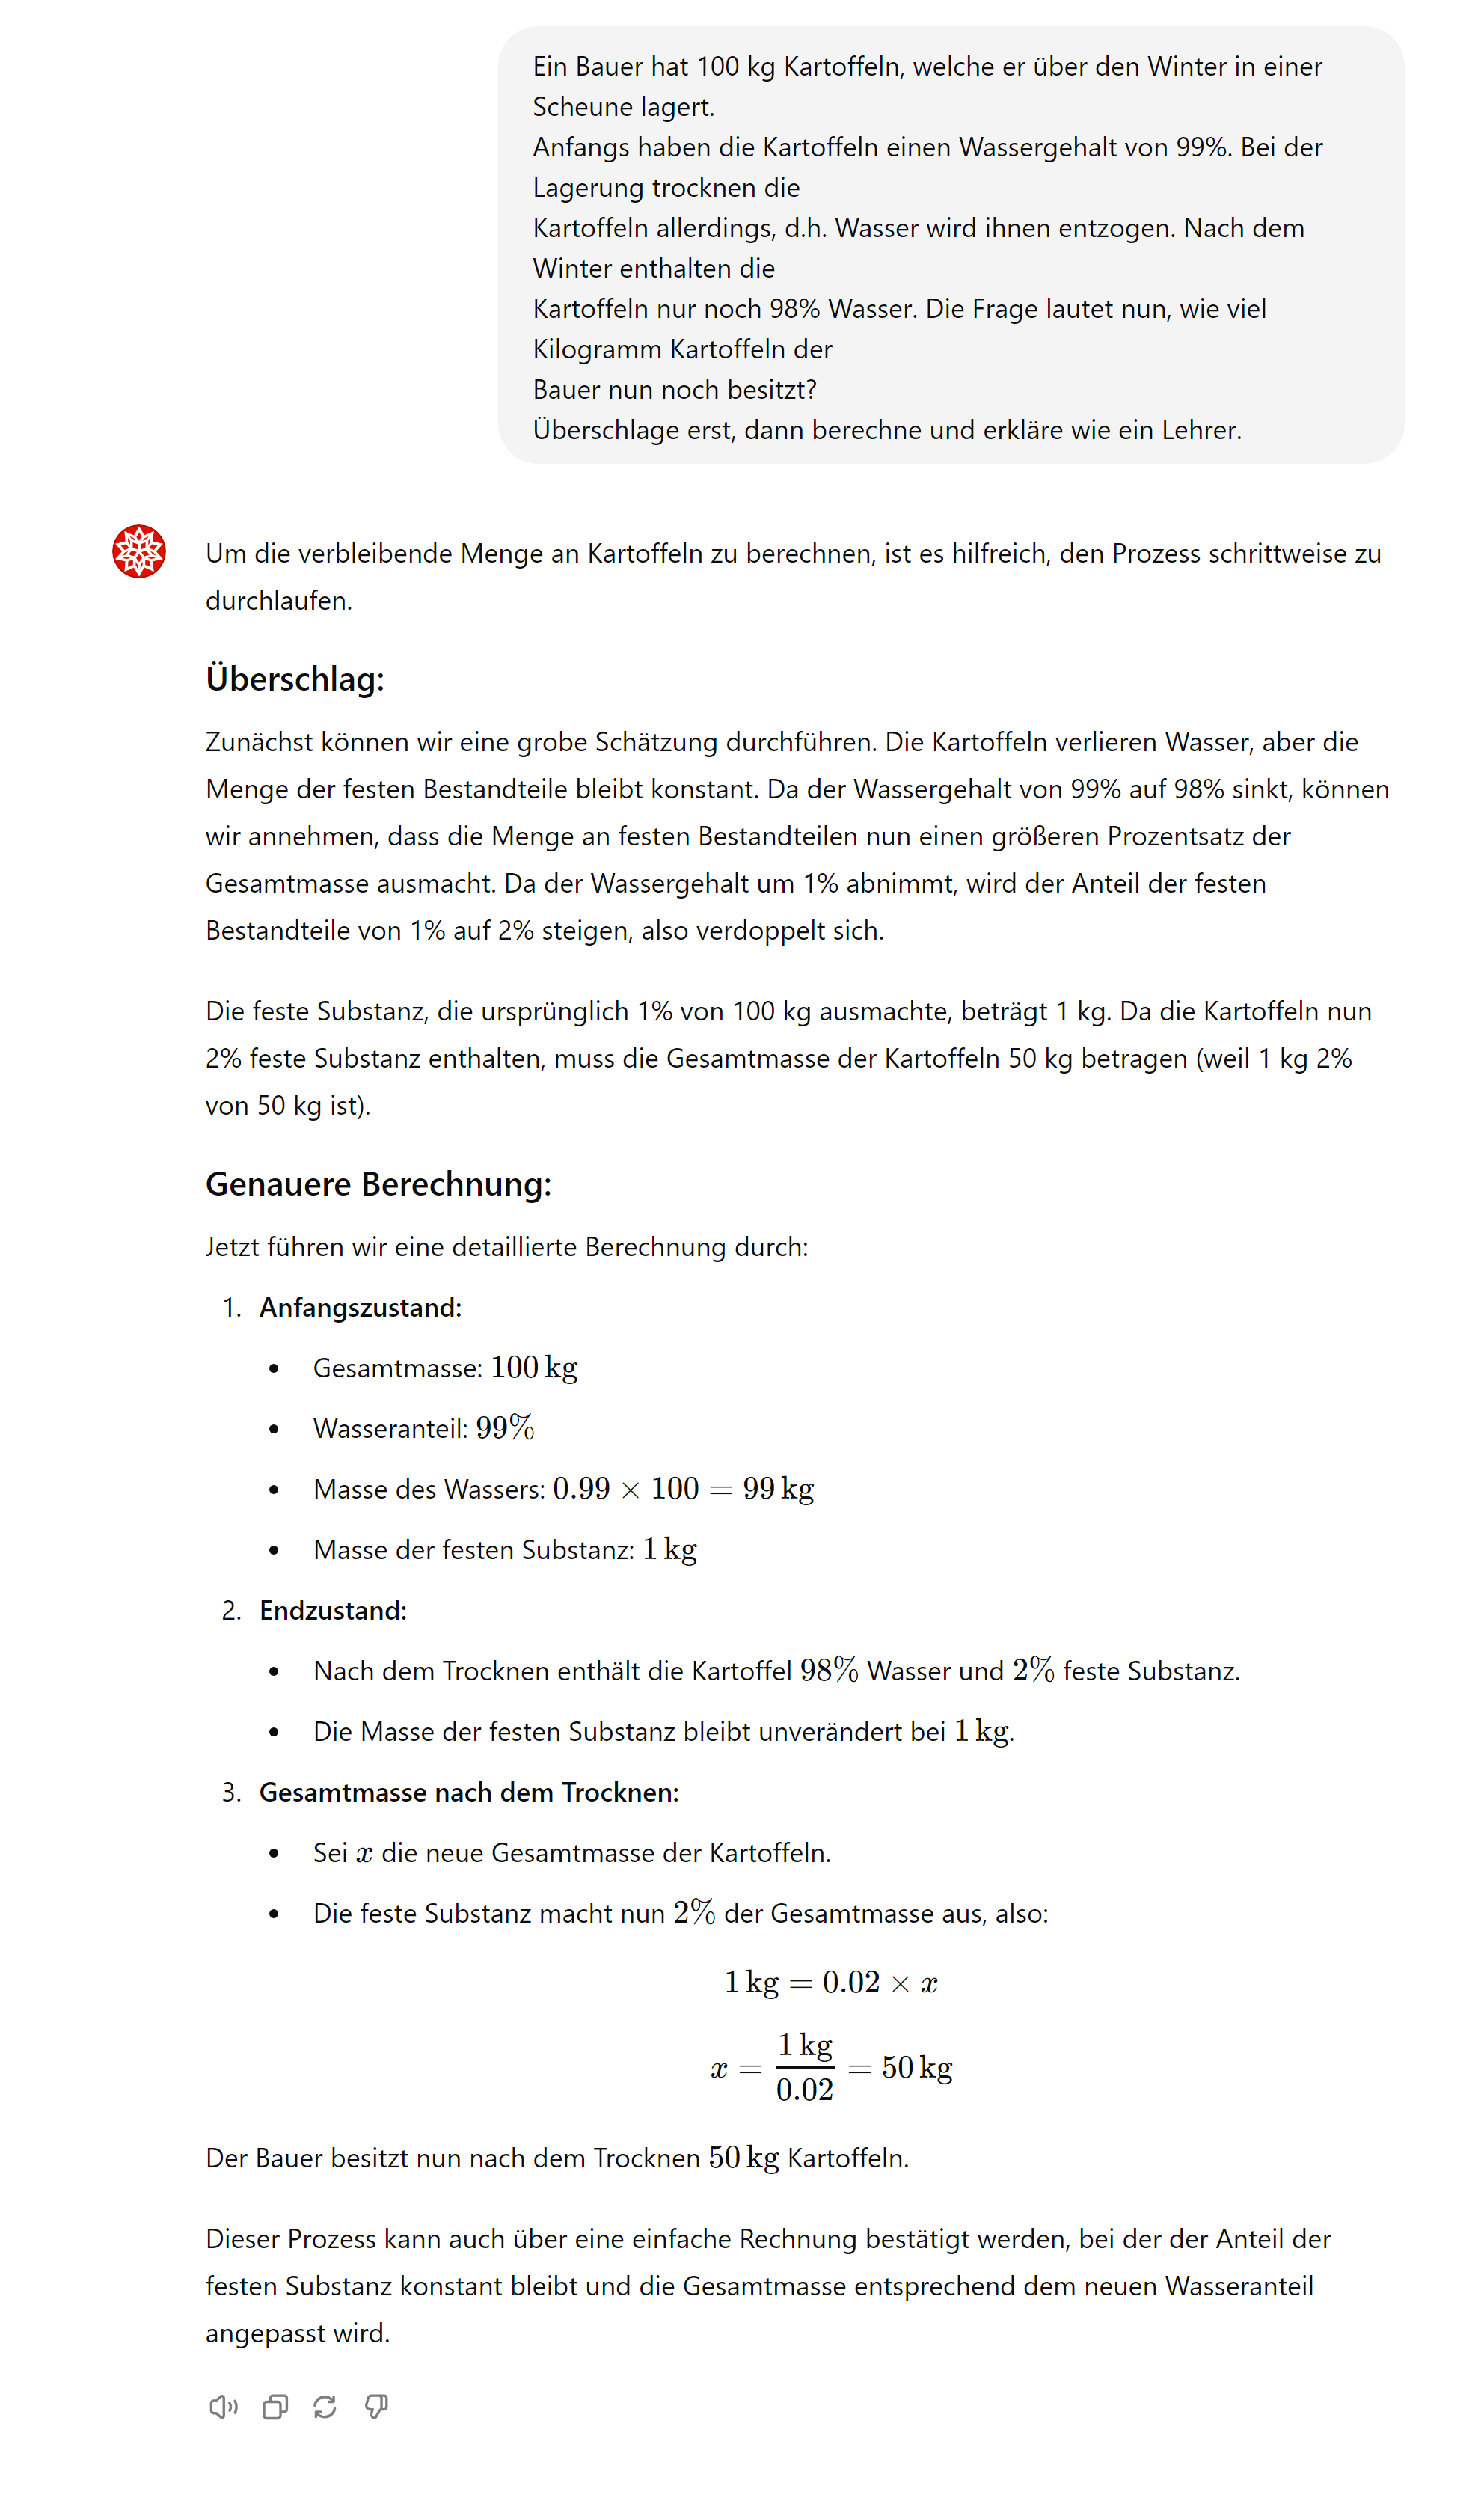 Ein Bauer hat 100 kg Kartoffeln, welche er über den Winter in einer
Scheune lagert.
Anfangs haben die Kartoffeln einen Wassergehalt von 99%. Bei der
Lagerung trocknen die
Kartoffeln allerdings, d.h. Wasser wird ihnen entzogen. Nach dem
Winter enthalten die
Kartoffeln nur noch 98% Wasser. Die Frage lautet nun, wie viel
Kilogramm Kartoffeln der
Bauer nun noch besitzt?
Überschlage erst, dann berechne und erkläre wie ein Lehrer.
Um die verbleibende Menge an Kartoffeln zu berechnen, ist es hilfreich, den Prozess schrittweise zu
durchlaufen.
Überschlag:
Zunächst können wir eine grobe Schätzung durchführen. Die Kartoffeln verlieren Wasser, aber die
Menge der festen Bestandteile bleibt konstant. Da der Wassergehalt von 99% auf 98% sinkt, können
wir annehmen, dass die Menge an festen Bestandteilen nun einen größeren Prozentsatz der
Gesamtmasse ausmacht. Da der Wassergehalt um 1% abnimmt, wird der Anteil der festen
Bestandteile von 1% auf 2% steigen, also verdoppelt sich.
Die feste Substanz, die ursprünglich 1% von 100 kg ausmachte, beträgt 1 kg. Da die Kartoffeln nun
2% feste Substanz enthalten, muss die Gesamtmasse der Kartoffeln 50 kg betragen (weil 1 kg 2%
von 50 kg ist).
Genauere Berechnung:
Jetzt führen wir eine detaillierte Berechnung durch:
1. Anfangszustand:
• Gesamtmasse: 100 kg
• Wasseranteil: 99%
• Masse des Wassers: 0.99 × 100 = 99 kg
• Masse der festen Substanz: 1 kg
2. Endzustand:
• Nach dem Trocknen enthält die Kartoffel 98% Wasser und 2% feste Substanz.
• Die Masse der festen Substanz bleibt unverändert bei 1 kg.
3. Gesamtmasse nach dem Trocknen:
• Sei x die neue Gesamtmasse der Kartoffeln.
• Die feste Substanz macht nun 2% der Gesamtmasse aus, also:
1 kg = 0.02 × x
x = 1 kg / 0.02 = 50 kg
Der Bauer besitzt nun nach dem Trocknen 50 kg Kartoffeln.
Dieser Prozess kann auch über eine einfache Rechnung bestätigt werden, bei der der Anteil der
festen Substanz konstant bleibt und die Gesamtmasse entsprechend dem neuen Wasseranteil
angepasst wird.